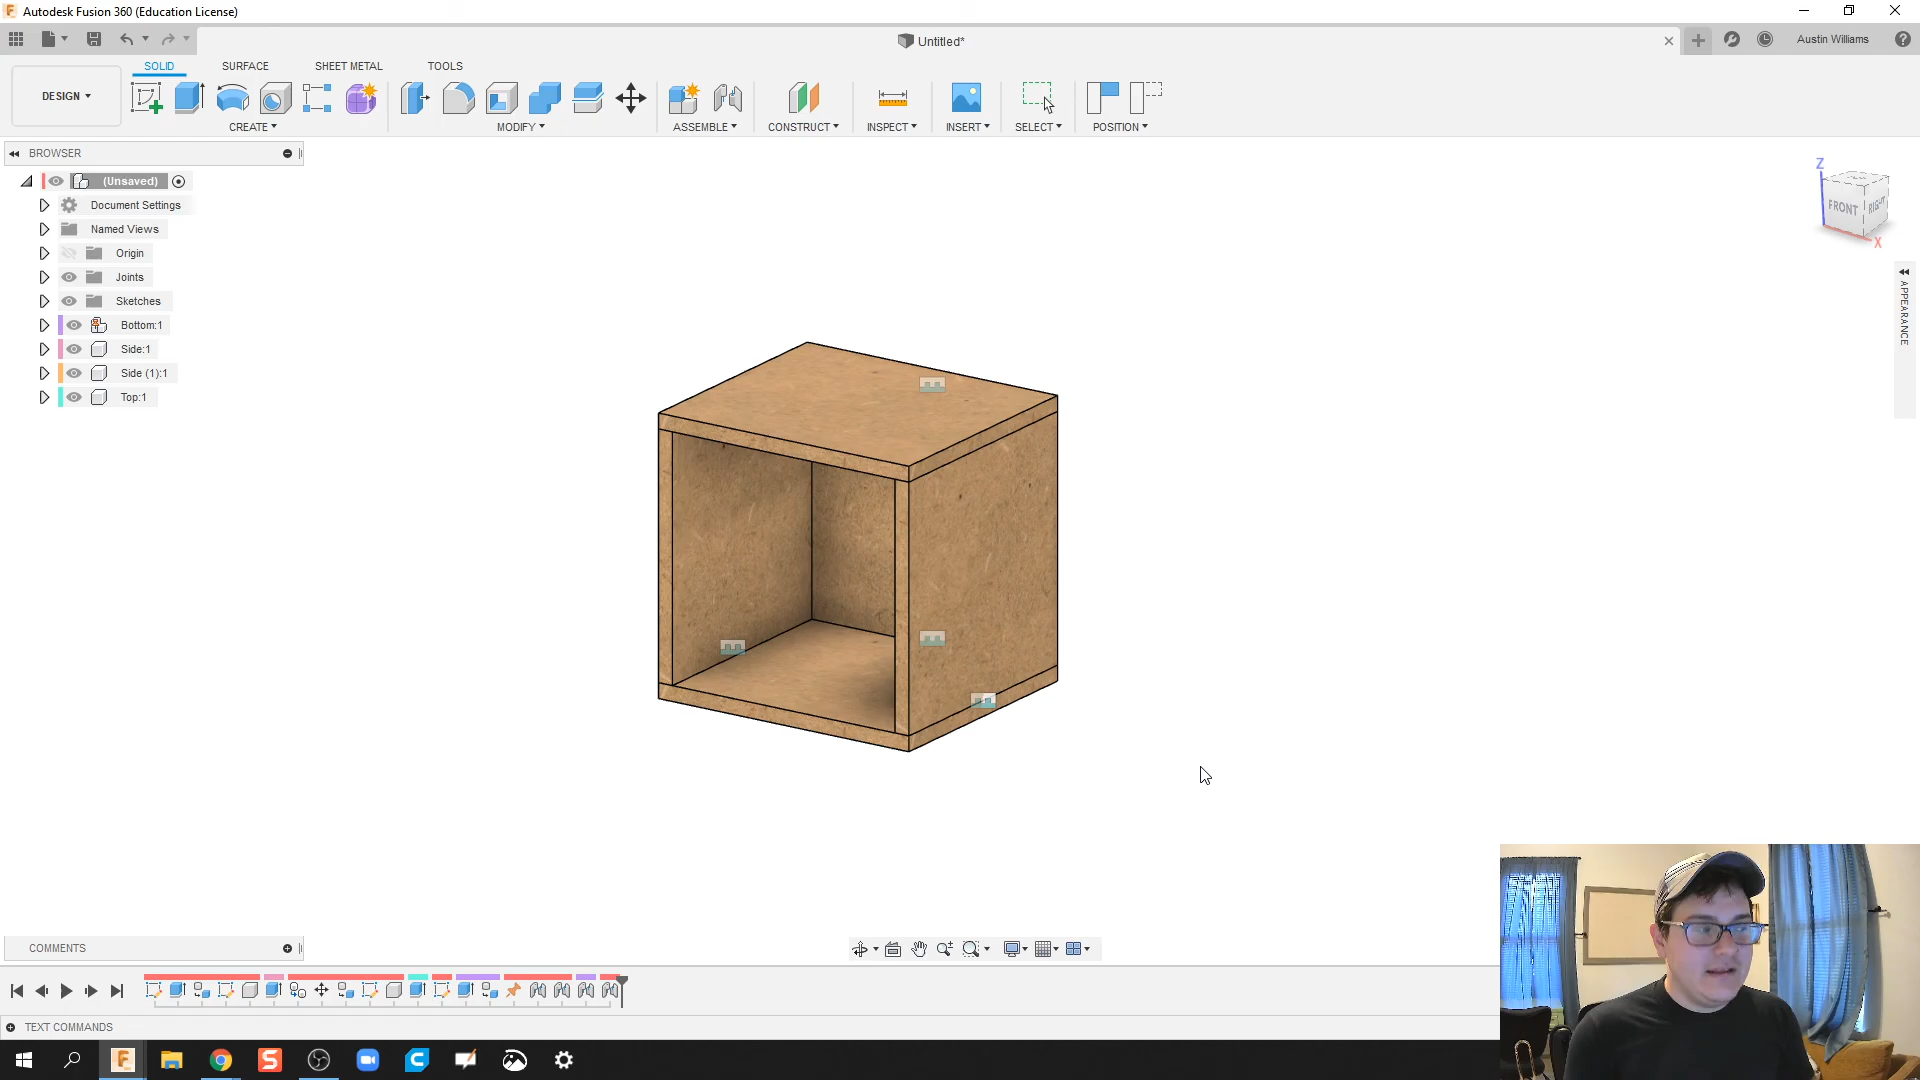 Autodesk Fusion 360 (Education License)
Untitled*
Austin Williams
SOLID
SURFACE
SHEET METAL
TOOLS
DESIGN
CREATE
MODIFY
ASSEMBLE
CONSTRUCT
INSPECT
INSERT
SELECT
POSITION
BROWSER
(Unsaved)
Document Settings
Named Views
Origin
Joints
Sketches
Bottom:1
Side:1
Side (1):1
Top:1
Z
FRONT
RIGHT
X
APPEARANCE
COMMENTS
TEXT COMMANDS